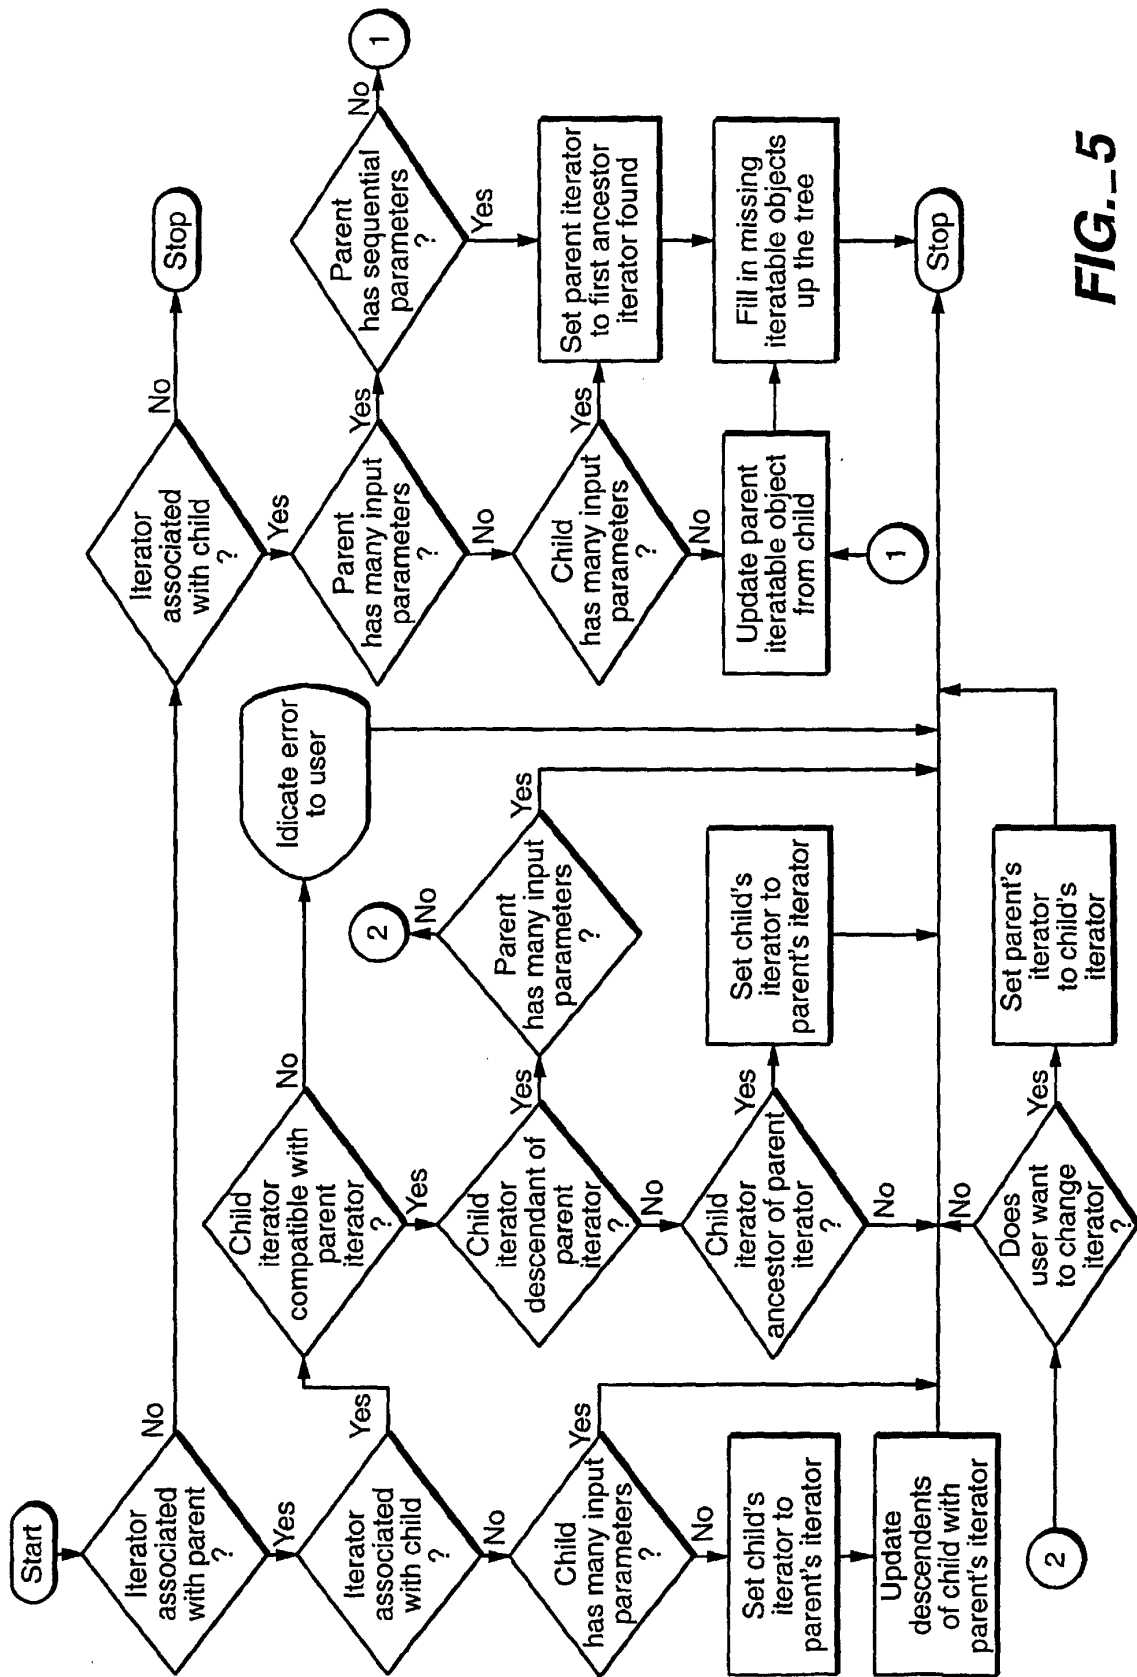 Start
Iterator
associated
with parent
?
No
Yes
Iterator
associated
with child
?
Yes
No
Child
has many input
parameters
?
Yes
No
Set child's
iterator to
parent's iterator
Update
descendents
of child with
parent's iterator
2
Child
iterator
compatible with
parent
iterator
?
No
Yes
Idicate error
to user
Child
iterator
descendant of
parent
iterator
?
Yes
No
Parent
has many input
parameters
?
No
Yes
2
Child
iterator
ancestor of parent
iterator
?
Yes
No
Set child's
iterator to
parent's iterator
Does
user want
to change
iterator
?
No
Yes
Set parent's
iterator
to child's
iterator
Iterator
associated
with child
?
No
Yes
Stop
Parent
has many input
parameters
?
Yes
No
Parent
has sequential
parameters
?
No
Yes
1
Child
has many input
parameters
?
Yes
No
Set parent iterator
to first ancestor
iterator found
Update parent
iteratable object
from child
1
Fill in missing
iteratable objects
up the tree
Stop
FIG._5